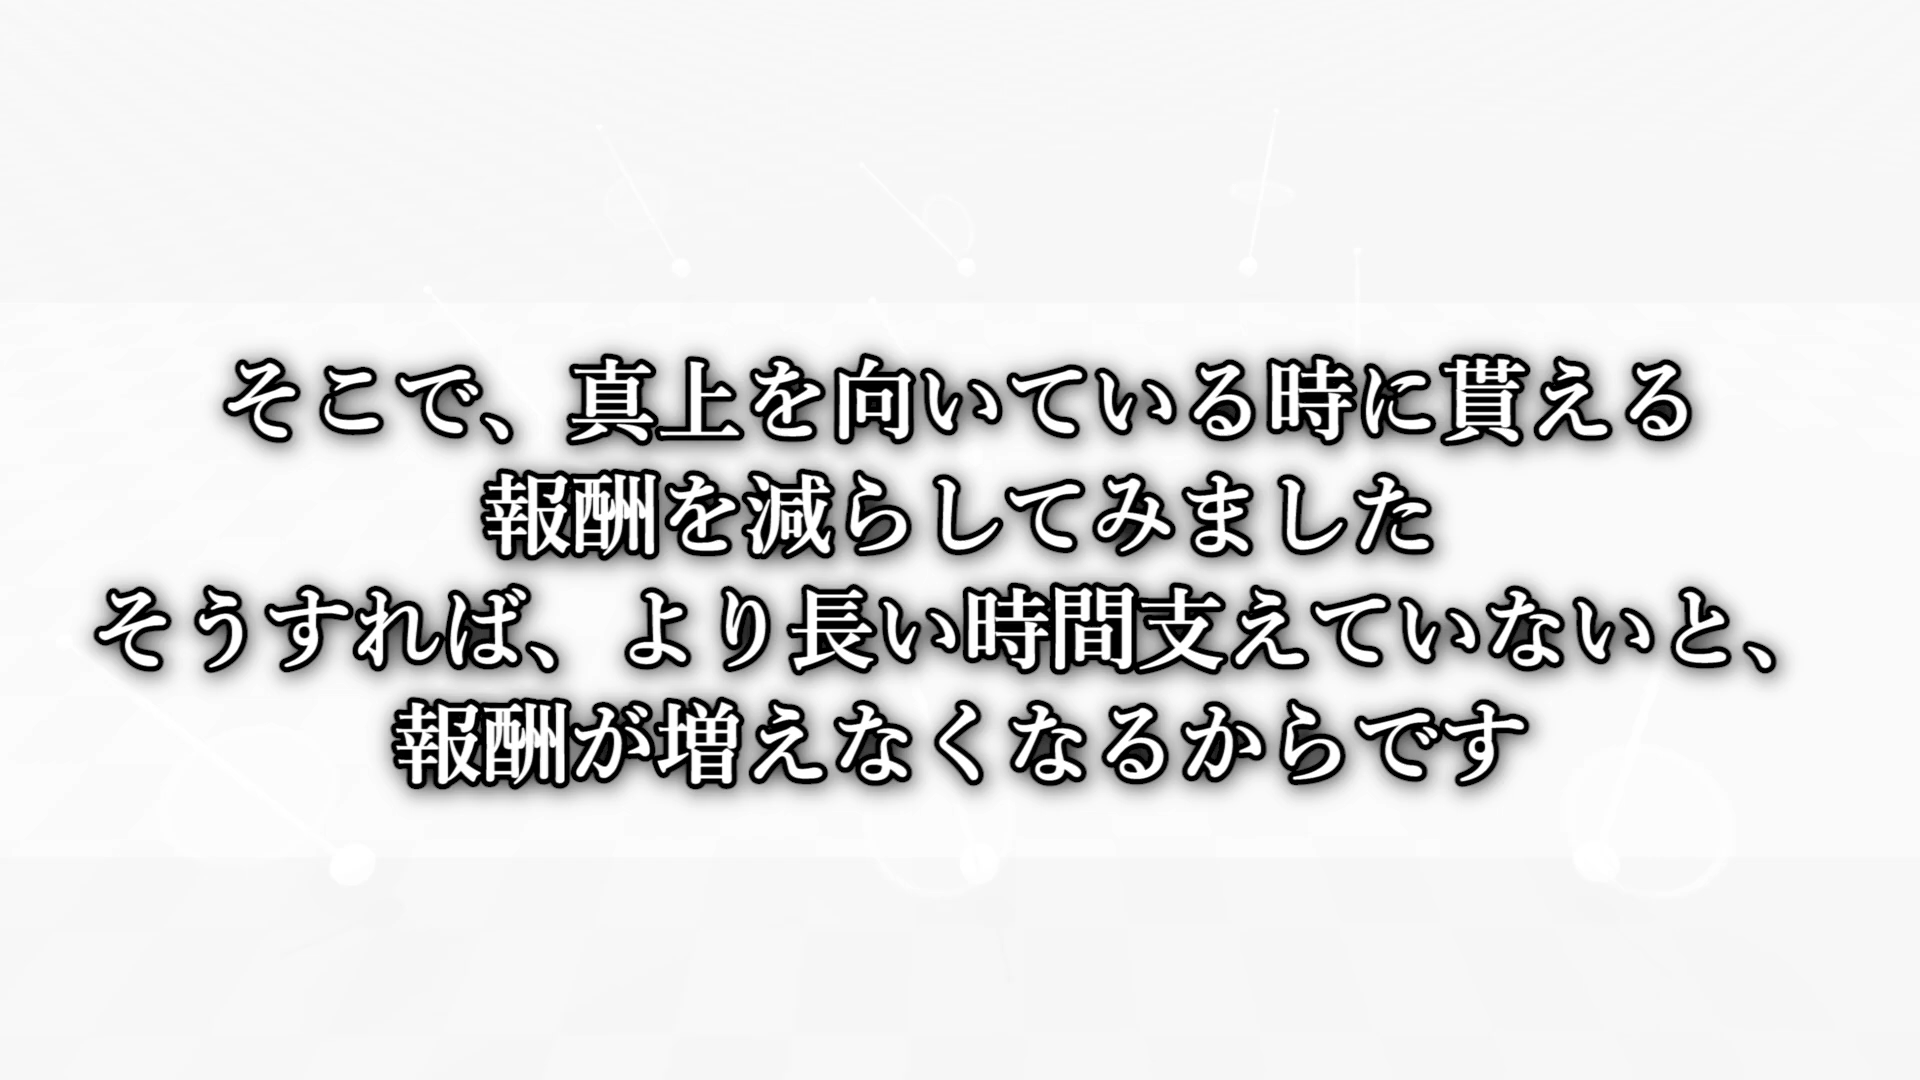 そこで、真上を向いている時に貰える
報酬を減らしてみました
そうすれば、より長い時間支えていないと、
報酬が増えなくなるからです